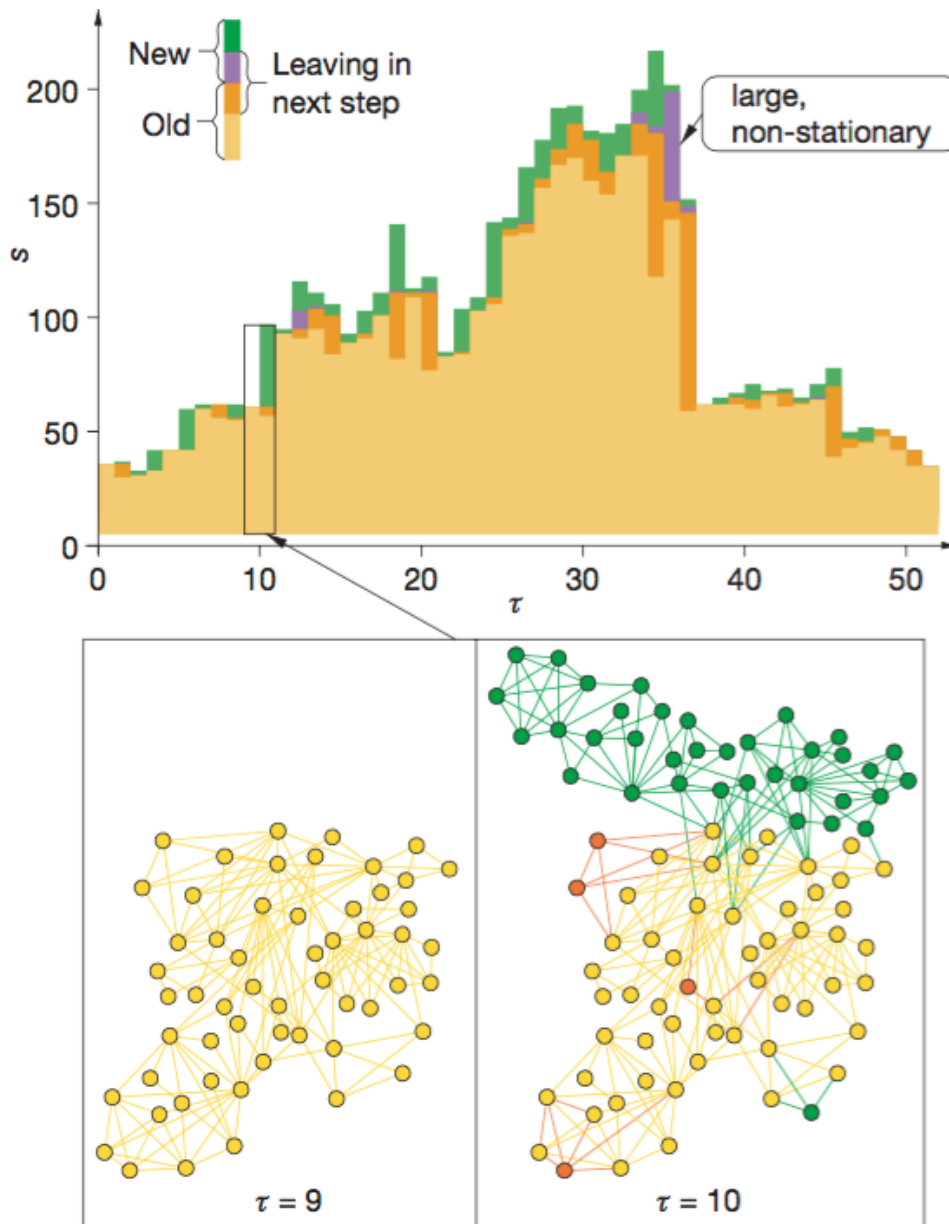 New
Leaving in
next step
Old
large,
non-stationary
200
150
100
50
0
s
0 10 20 30 40 50
τ
τ = 9
τ = 10